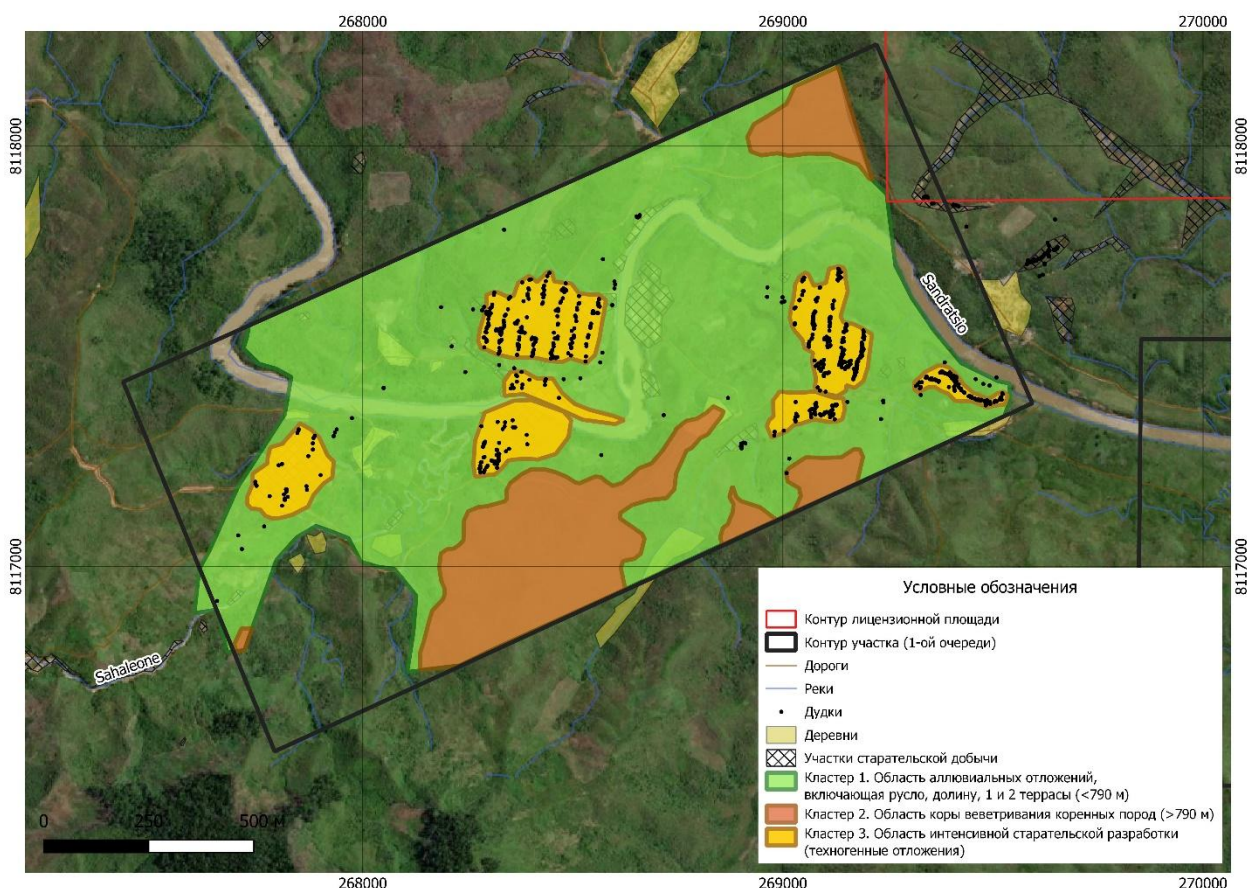 268000
269000
270000
8118000
8118000
Sandratsio
8117000
8117000
Sahaleone
Условные обозначения
Контур лицензионной площади
Контур участка (1-ой очереди)
Дороги
Реки
Дудки
Деревни
Участки старательской добычи
Кластер 1. Область аллювиальных отложений,
включающая русло, долину, 1 и 2 террасы (<790 м)
Кластер 2. Область коры веветривания коренных пород (>790 м)
Кластер 3. Область интенсивной старательской разработки
(техногенные отложения)
0 250 500 м
268000
269000
270000